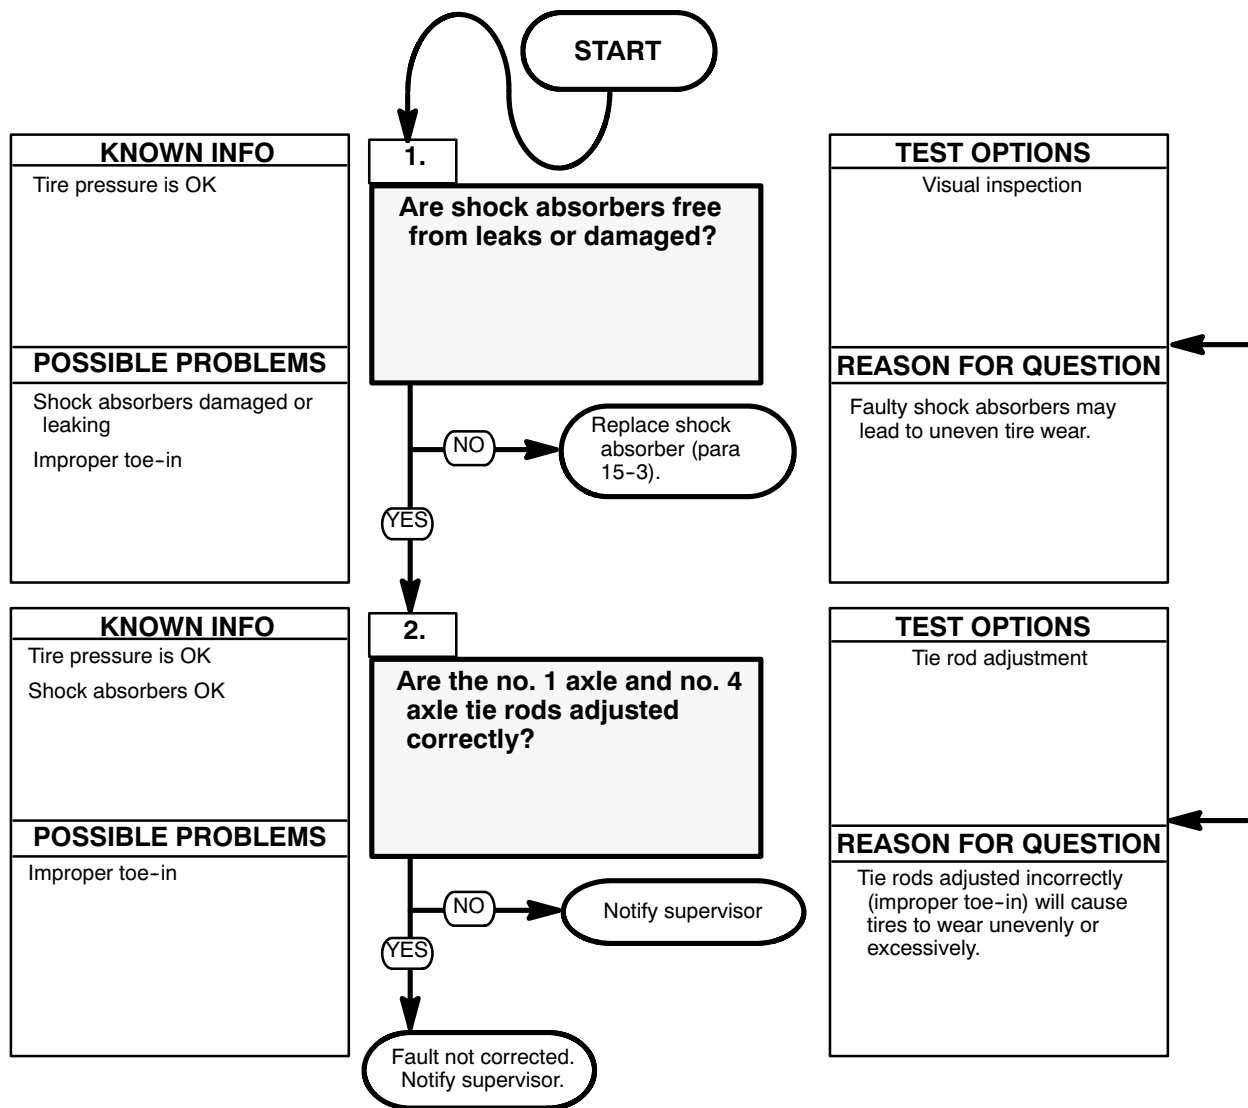 START
KNOWN INFO
Tire pressure is OK
POSSIBLE PROBLEMS
Shock absorbers damaged or
leaking
Improper toe-in
1.
Are shock absorbers free
from leaks or damaged?
NO
Replace shock
absorber (para
15-3).
YES
TEST OPTIONS
Visual inspection
REASON FOR QUESTION
Faulty shock absorbers may
lead to uneven tire wear.
KNOWN INFO
Tire pressure is OK
Shock absorbers OK
POSSIBLE PROBLEMS
Improper toe-in
2.
Are the no. 1 axle and no. 4
axle tie rods adjusted
correctly?
NO
Notify supervisor
YES
Fault not corrected.
Notify supervisor.
TEST OPTIONS
Tie rod adjustment
REASON FOR QUESTION
Tie rods adjusted incorrectly
(improper toe-in) will cause
tires to wear unevenly or
excessively.